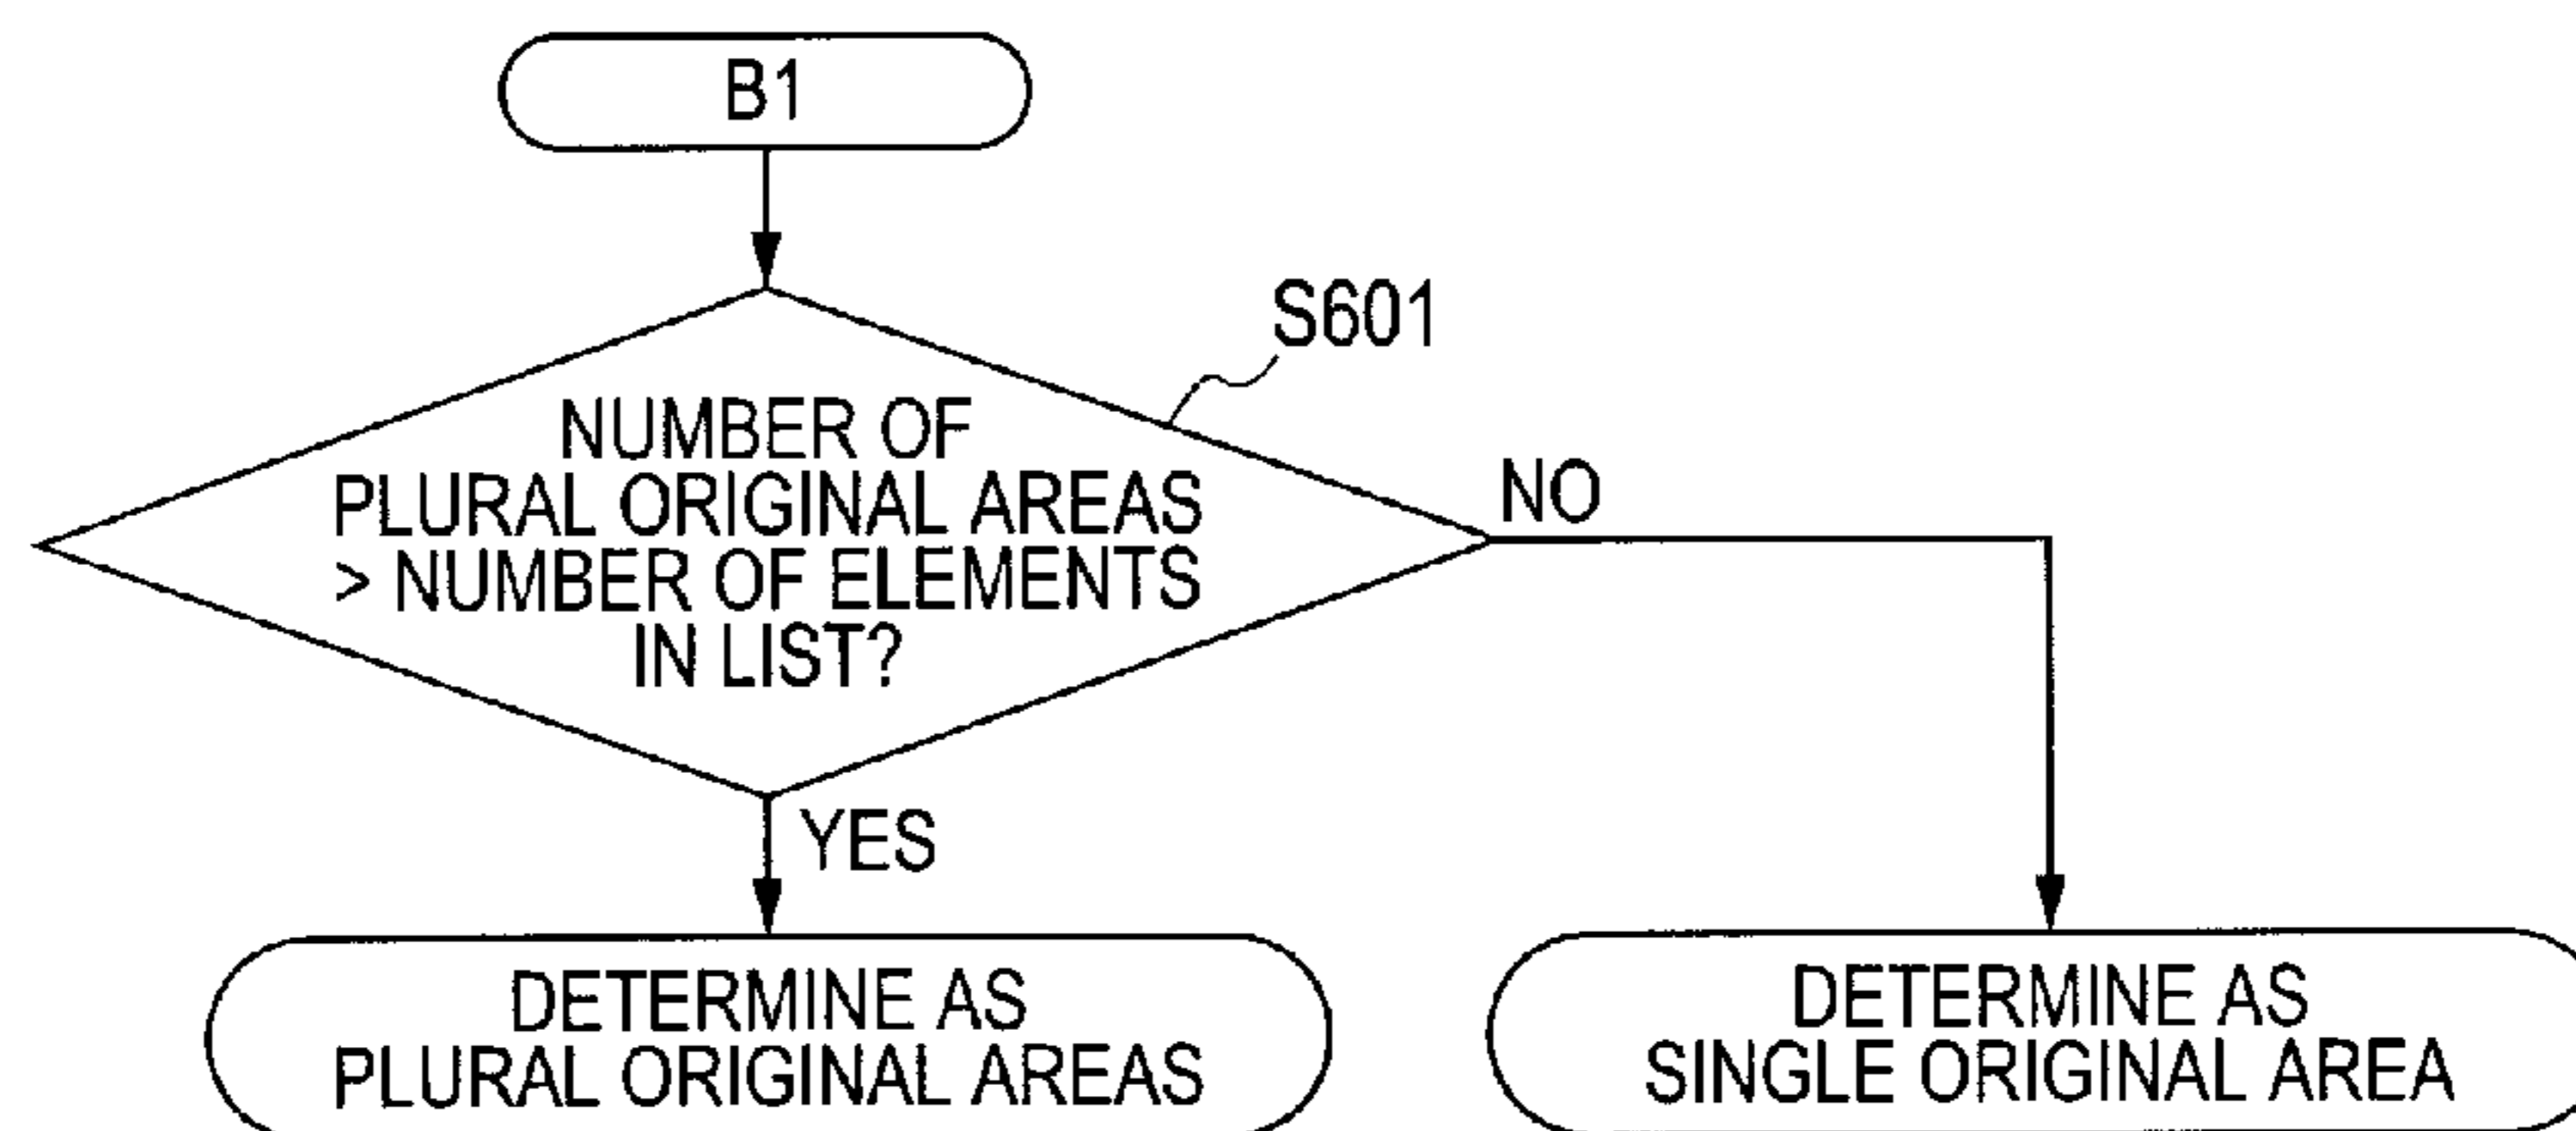 B1
S601
NUMBER OF
PLURAL ORIGINAL AREAS
> NUMBER OF ELEMENTS
IN LIST?
NO
YES
DETERMINE AS
PLURAL ORIGINAL AREAS
DETERMINE AS
SINGLE ORIGINAL AREA